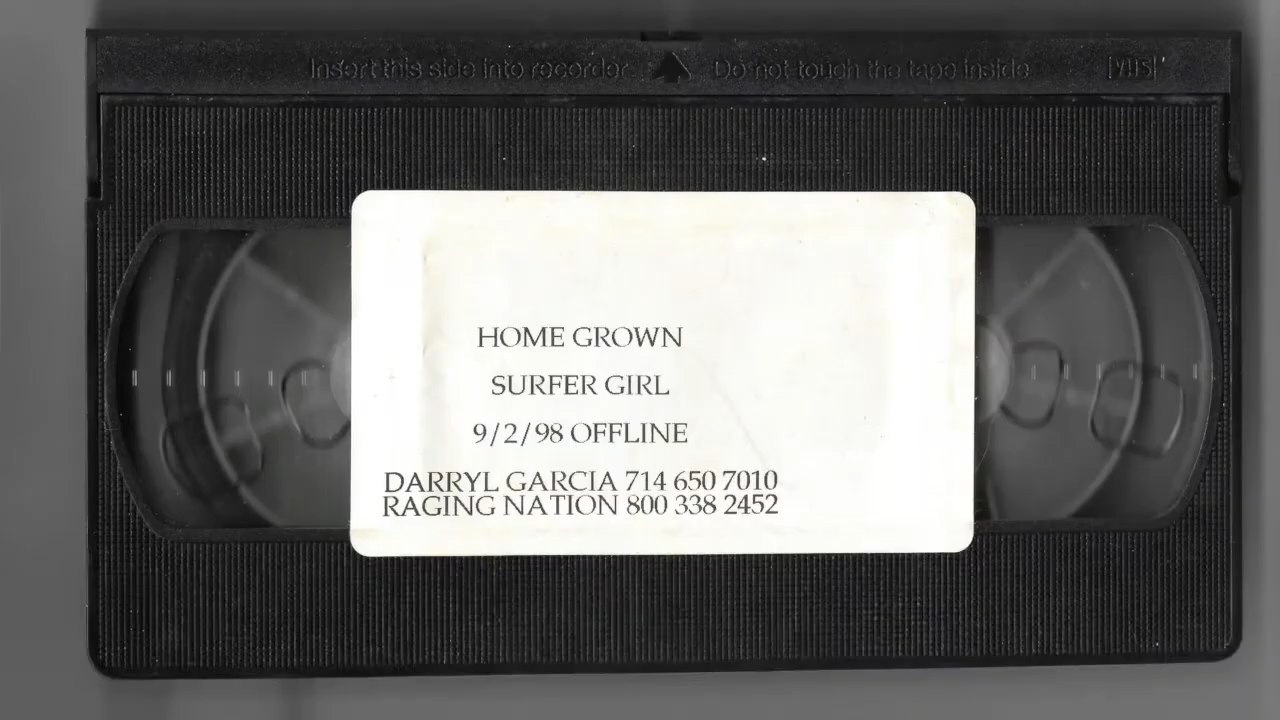 Insert this side into recorder Do not touch the tape inside VHS
HOME GROWN
SURFER GIRL
9/2/98 OFFLINE
DARRYL GARCIA 714 650 7010
RAGING NATION 800 338 2452